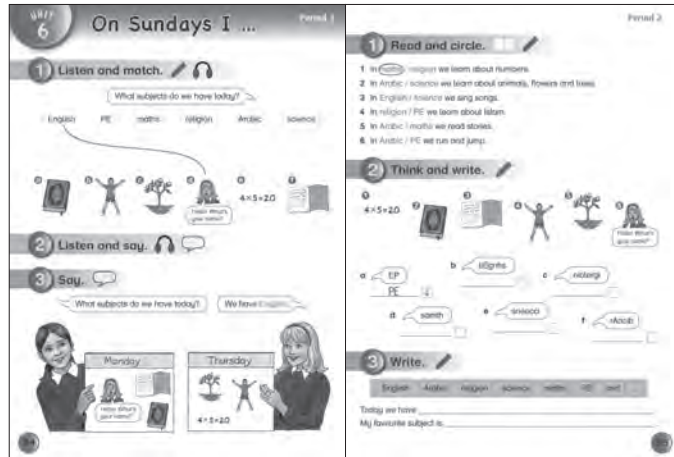 UNIT 6
On Sundays I ...
Period 1
1 Listen and match.
What subjects do we have today?
English PE maths religion Arabic science
Hello! What's your name?
4×5=20
2 Listen and say.
3 Say.
What subjects do we have today?
We have English,
Monday
Thursday
Hello! What's your name?
4×5=20
34
Period 2
1 Read and circle.
1 In maths / religion we learn about numbers.
2 In Arabic / science we learn about animals, flowers and trees.
3 In English / science we sing songs.
4 In religion / PE we learn about Islam.
5 In Arabic / maths we read stories.
6 In Arabic / PE we run and jump.
2 Think and write.
4×5=20
Hello! What's your name?
a EP
PE 4
b
c
d
e
f
3 Write.
English Arabic religion science maths PE and
Today we have
My favourite subject is